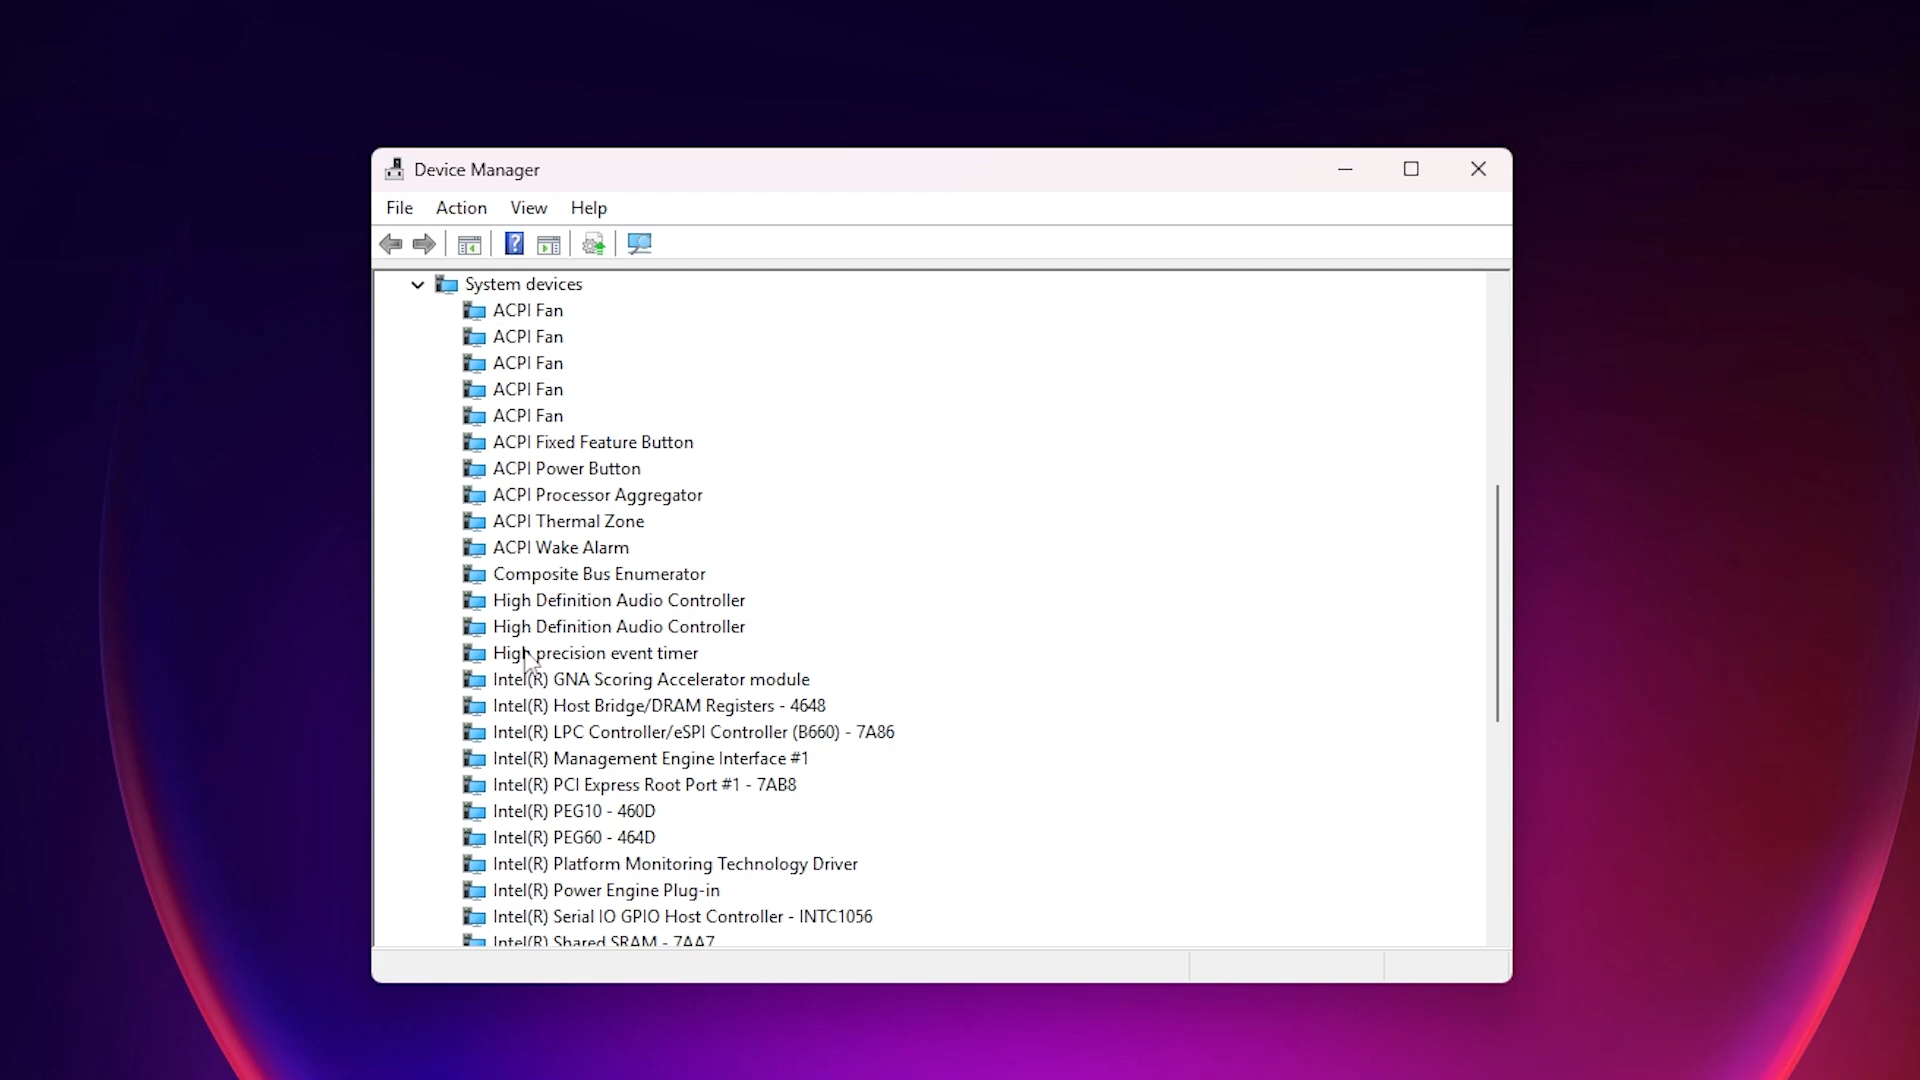 Device Manager
File Action View Help
System devices
ACPI Fan
ACPI Fan
ACPI Fan
ACPI Fan
ACPI Fan
ACPI Fixed Feature Button
ACPI Power Button
ACPI Processor Aggregator
ACPI Thermal Zone
ACPI Wake Alarm
Composite Bus Enumerator
High Definition Audio Controller
High Definition Audio Controller
High precision event timer
Intel(R) GNA Scoring Accelerator module
Intel(R) Host Bridge/DRAM Registers - 4648
Intel(R) LPC Controller/eSPI Controller (B660) - 7A86
Intel(R) Management Engine Interface #1
Intel(R) PCI Express Root Port #1 - 7AB8
Intel(R) PEG10 - 460D
Intel(R) PEG60 - 464D
Intel(R) Platform Monitoring Technology Driver
Intel(R) Power Engine Plug-in
Intel(R) Serial IO GPIO Host Controller - INTC1056
Intel(R) Shared SRAM - 7AA7